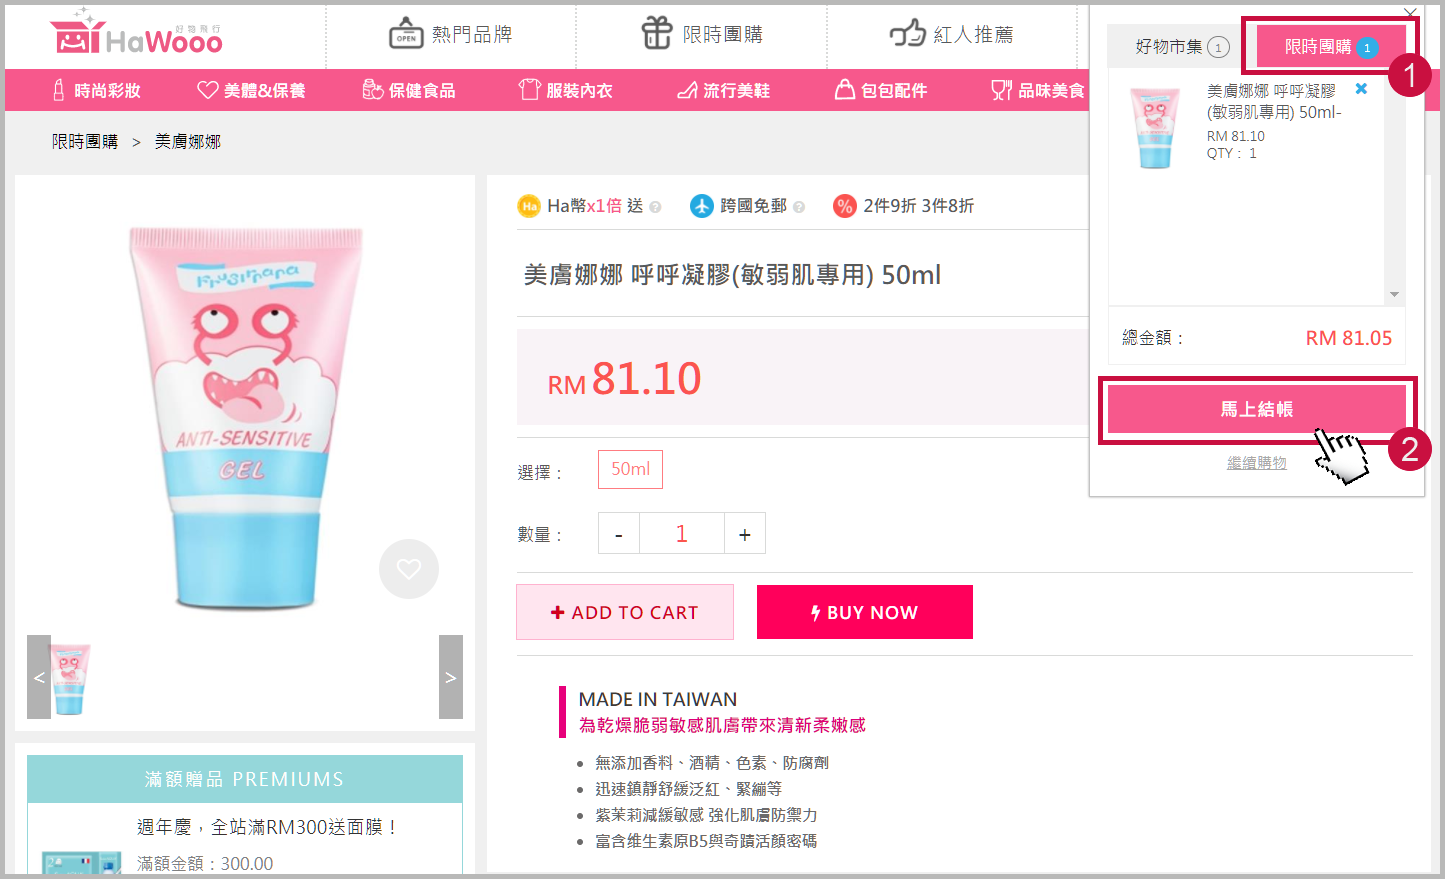 好物飛行
HaWooo
OPEN
熱門品牌
限時團購
紅人推薦
時尚彩妝
美體&保養
保健食品
服裝內衣
流行美鞋
包包配件
品味美食
好物市集 1
限時團購 1
1
美膚娜娜 呼呼凝膠
(敏弱肌專用) 50ml-
RM 81.10
QTY： 1
總金額：
RM 81.05
馬上結帳
2
繼續購物
限時團購 > 美膚娜娜
Frusirnana
ANTI-SENSITIVE
GEL
<
>
Ha
Ha幣x1倍 送 ?
跨國免郵 ?
% 2件9折 3件8折
美膚娜娜 呼呼凝膠(敏弱肌專用) 50ml
RM 81.10
選擇：
50ml
數量：
- 1 +
ADD TO CART
BUY NOW
MADE IN TAIWAN
為乾燥脆弱敏感肌膚帶來清新柔嫩感
無添加香料、酒精、色素、防腐劑
迅速鎮靜舒緩泛紅、緊繃等
紫茉莉減緩敏感 強化肌膚防禦力
富含維生素原B5與奇蹟活顏密碼
滿額贈品 PREMIUMS
週年慶，全站滿RM300送面膜！
滿額金額：300.00